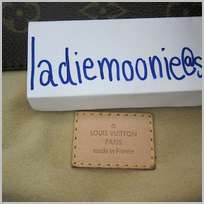 ladiemoonie@s
LOUIS VUITTON
PARIS
made in France